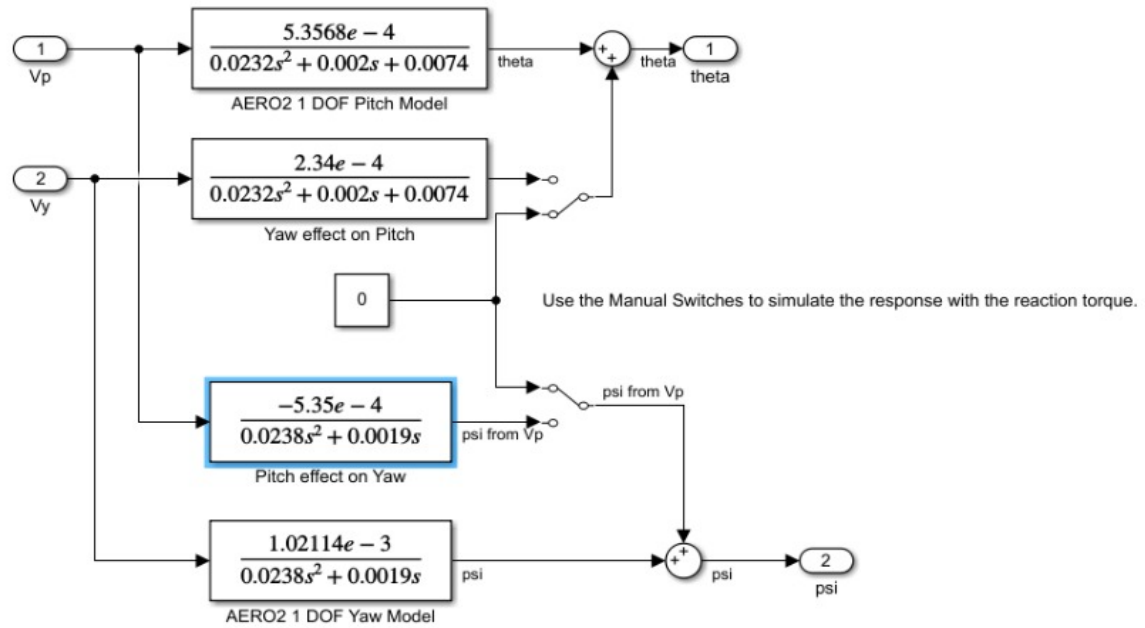 1
Vp
5.3568e − 4
0.0232s² + 0.002s + 0.0074
AERO2 1 DOF Pitch Model
theta
+
+
theta
1
theta
2
Vy
2.34e − 4
0.0232s² + 0.002s + 0.0074
Yaw effect on Pitch
0
Use the Manual Switches to simulate the response with the reaction torque.
−5.35e − 4
0.0238s² + 0.0019s
Pitch effect on Yaw
psi from Vp
psi from Vp
1.02114e − 3
0.0238s² + 0.0019s
AERO2 1 DOF Yaw Model
psi
+
+
psi
2
psi